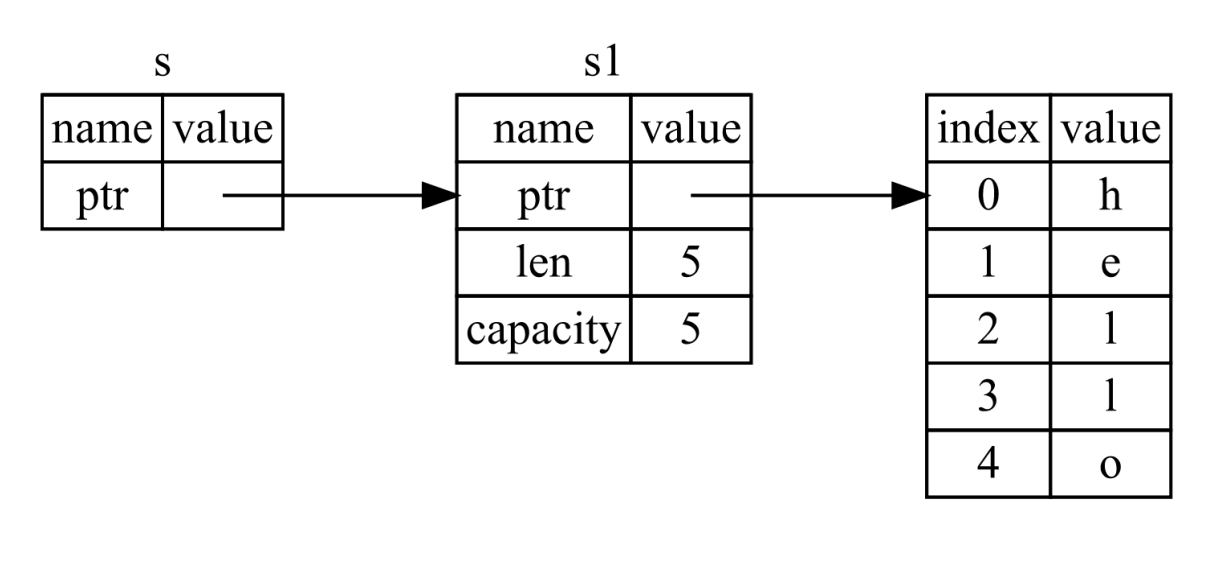 s
name value
ptr
s1
name value
ptr
len 5
capacity 5
index value
0 h
1 e
2 l
3 l
4 o